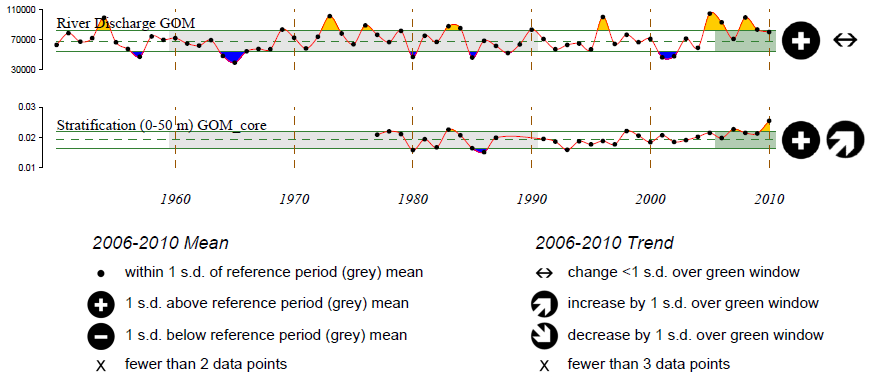 110000
River Discharge GOM
70000
30000
0.03
Stratification (0-50 m) GOM_core
0.02
0.01
1960 1970 1980 1990 2000 2010
2006-2010 Mean
within 1 s.d. of reference period (grey) mean
1 s.d. above reference period (grey) mean
1 s.d. below reference period (grey) mean
X fewer than 2 data points
2006-2010 Trend
change <1 s.d. over green window
increase by 1 s.d. over green window
decrease by 1 s.d. over green window
X fewer than 3 data points